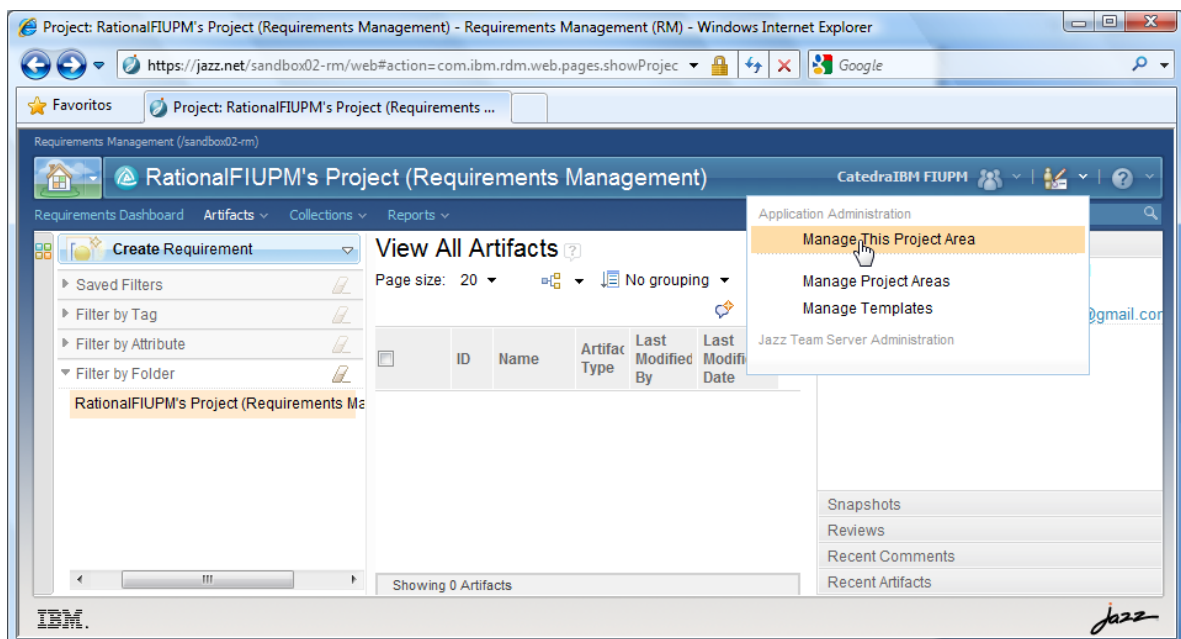 Project: RationalFIUPM's Project (Requirements Management) - Requirements Management (RM) - Windows Internet Explorer
https://jazz.net/sandbox02-rm/web#action=com.ibm.rdm.web.pages.showProjec
Google
Favoritos
Project: RationalFIUPM's Project (Requirements ...
Requirements Management (/sandbox02-rm)
RationalFIUPM's Project (Requirements Management)
CatedraIBM FIUPM
Requirements Dashboard Artifacts Collections Reports
Application Administration
Manage This Project Area
Manage Project Areas
Manage Templates
Jazz Team Server Administration
Create Requirement
Saved Filters
Filter by Tag
Filter by Attribute
Filter by Folder
RationalFIUPM's Project (Requirements Ma
View All Artifacts ?
Page size: 20 No grouping
ID Name Artifac Type Last Modified By Last Modifi Date
Showing 0 Artifacts
@gmail.cor
Snapshots
Reviews
Recent Comments
Recent Artifacts
IBM.
jazz